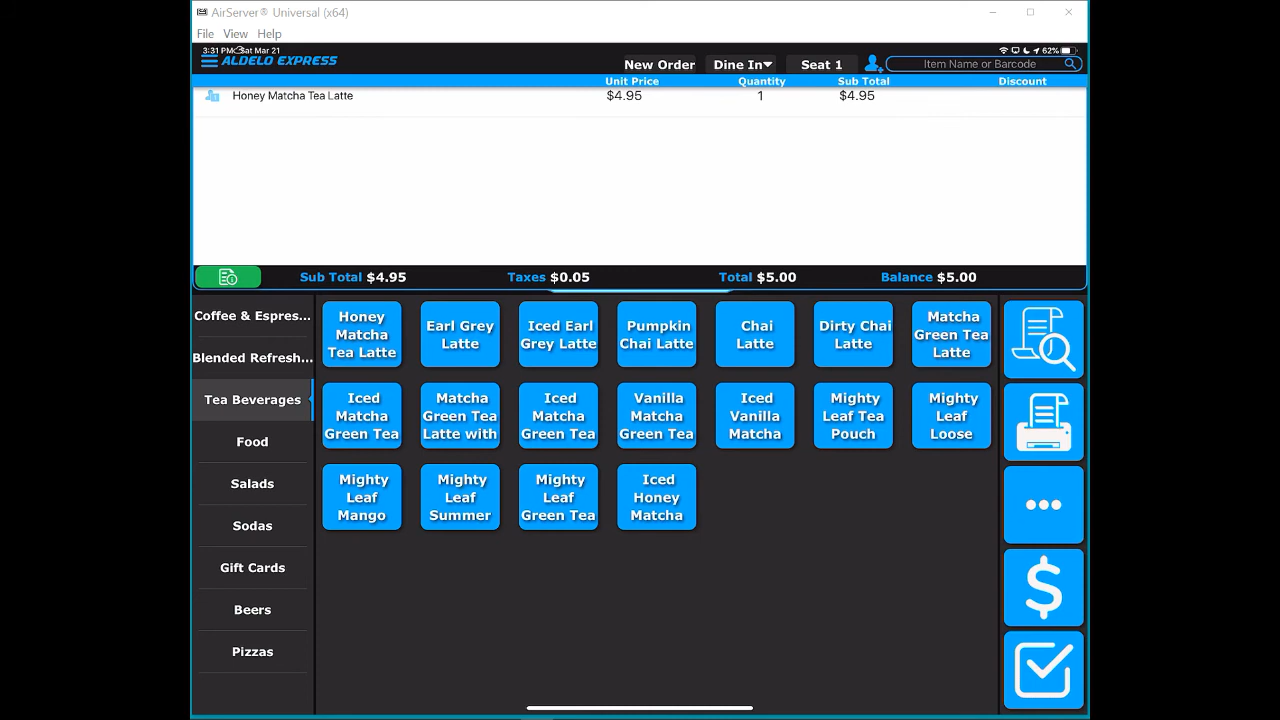 AirServer® Universal (x64)
File View Help
3:31 PM Sat Mar 21
62%
ALDELO EXPRESS
New Order
Dine In
Seat 1
Item Name or Barcode
Unit Price Quantity Sub Total Discount
Honey Matcha Tea Latte $4.95 1 $4.95
Sub Total $4.95 Taxes $0.05 Total $5.00 Balance $5.00
Coffee & Espres...
Blended Refresh...
Tea Beverages
Food
Salads
Sodas
Gift Cards
Beers
Pizzas
Honey
Matcha
Tea Latte
Earl Grey
Latte
Iced Earl
Grey Latte
Pumpkin
Chai Latte
Chai
Latte
Dirty Chai
Latte
Matcha
Green Tea
Latte
Iced
Matcha
Green Tea
Matcha
Green Tea
Latte with
Iced
Matcha
Green Tea
Vanilla
Matcha
Green Tea
Iced
Vanilla
Matcha
Mighty
Leaf Tea
Pouch
Mighty
Leaf
Loose
Mighty
Leaf
Mango
Mighty
Leaf
Summer
Mighty
Leaf
Green Tea
Iced
Honey
Matcha
$